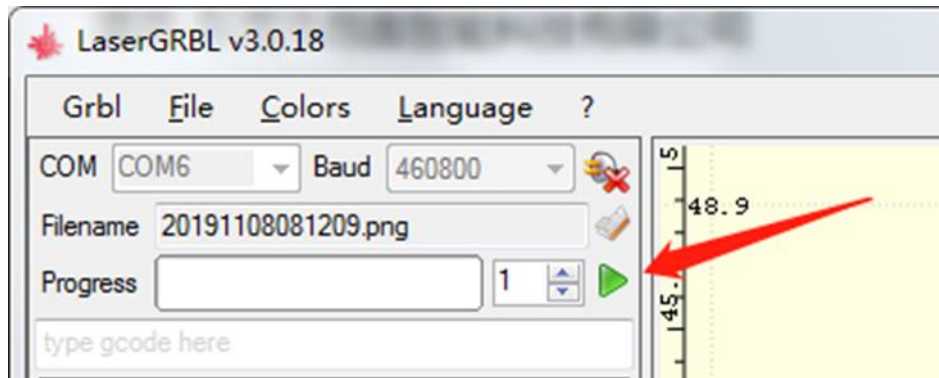 LaserGRBL v3.0.18
Grbl File Colors Language ?
COM COM6 Baud 460800
Filename 20191108081209.png
Progress 1
type gcode here
48.9
45.
5